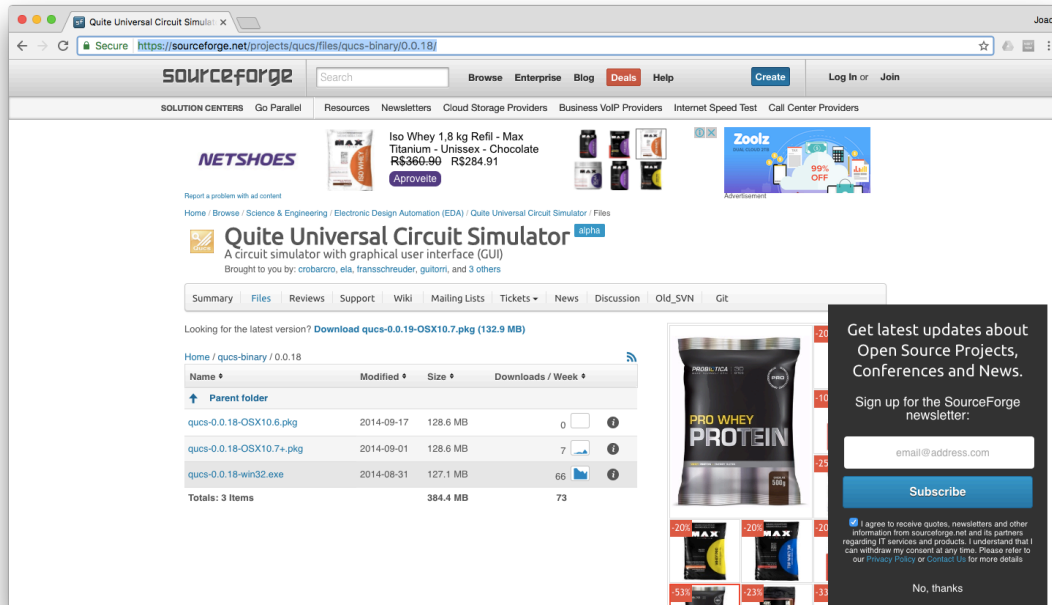 Quite Universal Circuit Simulat
Joac
Secure https://sourceforge.net/projects/qucs/files/qucs-binary/0.0.18/
sourceforge Search Browse Enterprise Blog Deals Help Create Log In or Join
SOLUTION CENTERS Go Parallel Resources Newsletters Cloud Storage Providers Business VoIP Providers Internet Speed Test Call Center Providers
NETSHOES
Iso Whey 1,8 kg Refil - Max
Titanium - Unissex - Chocolate
R$360.90 R$284.91
Aproveite
Zoolz
DUAL CLOUD 2TB
99%
OFF
Report a problem with ad content
Advertisement
Home / Browse / Science & Engineering / Electronic Design Automation (EDA) / Quite Universal Circuit Simulator / Files
Quite Universal Circuit Simulator alpha
A circuit simulator with graphical user interface (GUI)
Brought to you by: crobarcro, ela, fransschreuder, guitorri, and 3 others
Summary Files Reviews Support Wiki Mailing Lists Tickets News Discussion Old_SVN Git
Looking for the latest version? Download qucs-0.0.19-OSX10.7.pkg (132.9 MB)
Home / qucs-binary / 0.0.18
Name Modified Size Downloads / Week
Parent folder
qucs-0.0.18-OSX10.6.pkg 2014-09-17 128.6 MB 0
qucs-0.0.18-OSX10.7+.pkg 2014-09-01 128.6 MB 7
qucs-0.0.18-win32.exe 2014-08-31 127.1 MB 66
Totals: 3 Items 384.4 MB 73
PROBIÓTICA
PRO
PRO WHEY
PROTEIN
500g
-20
-10
-25
-20% MAX
-20% MAX
-20
-53%
-23%
-33
Get latest updates about
Open Source Projects,
Conferences and News.
Sign up for the SourceForge
newsletter:
email@address.com
Subscribe
I agree to receive quotes, newsletters and other
information from sourceforge.net and its partners
regarding IT services and products. I understand that I
can withdraw my consent at any time. Please refer to
our Privacy Policy or Contact Us for more details
No, thanks